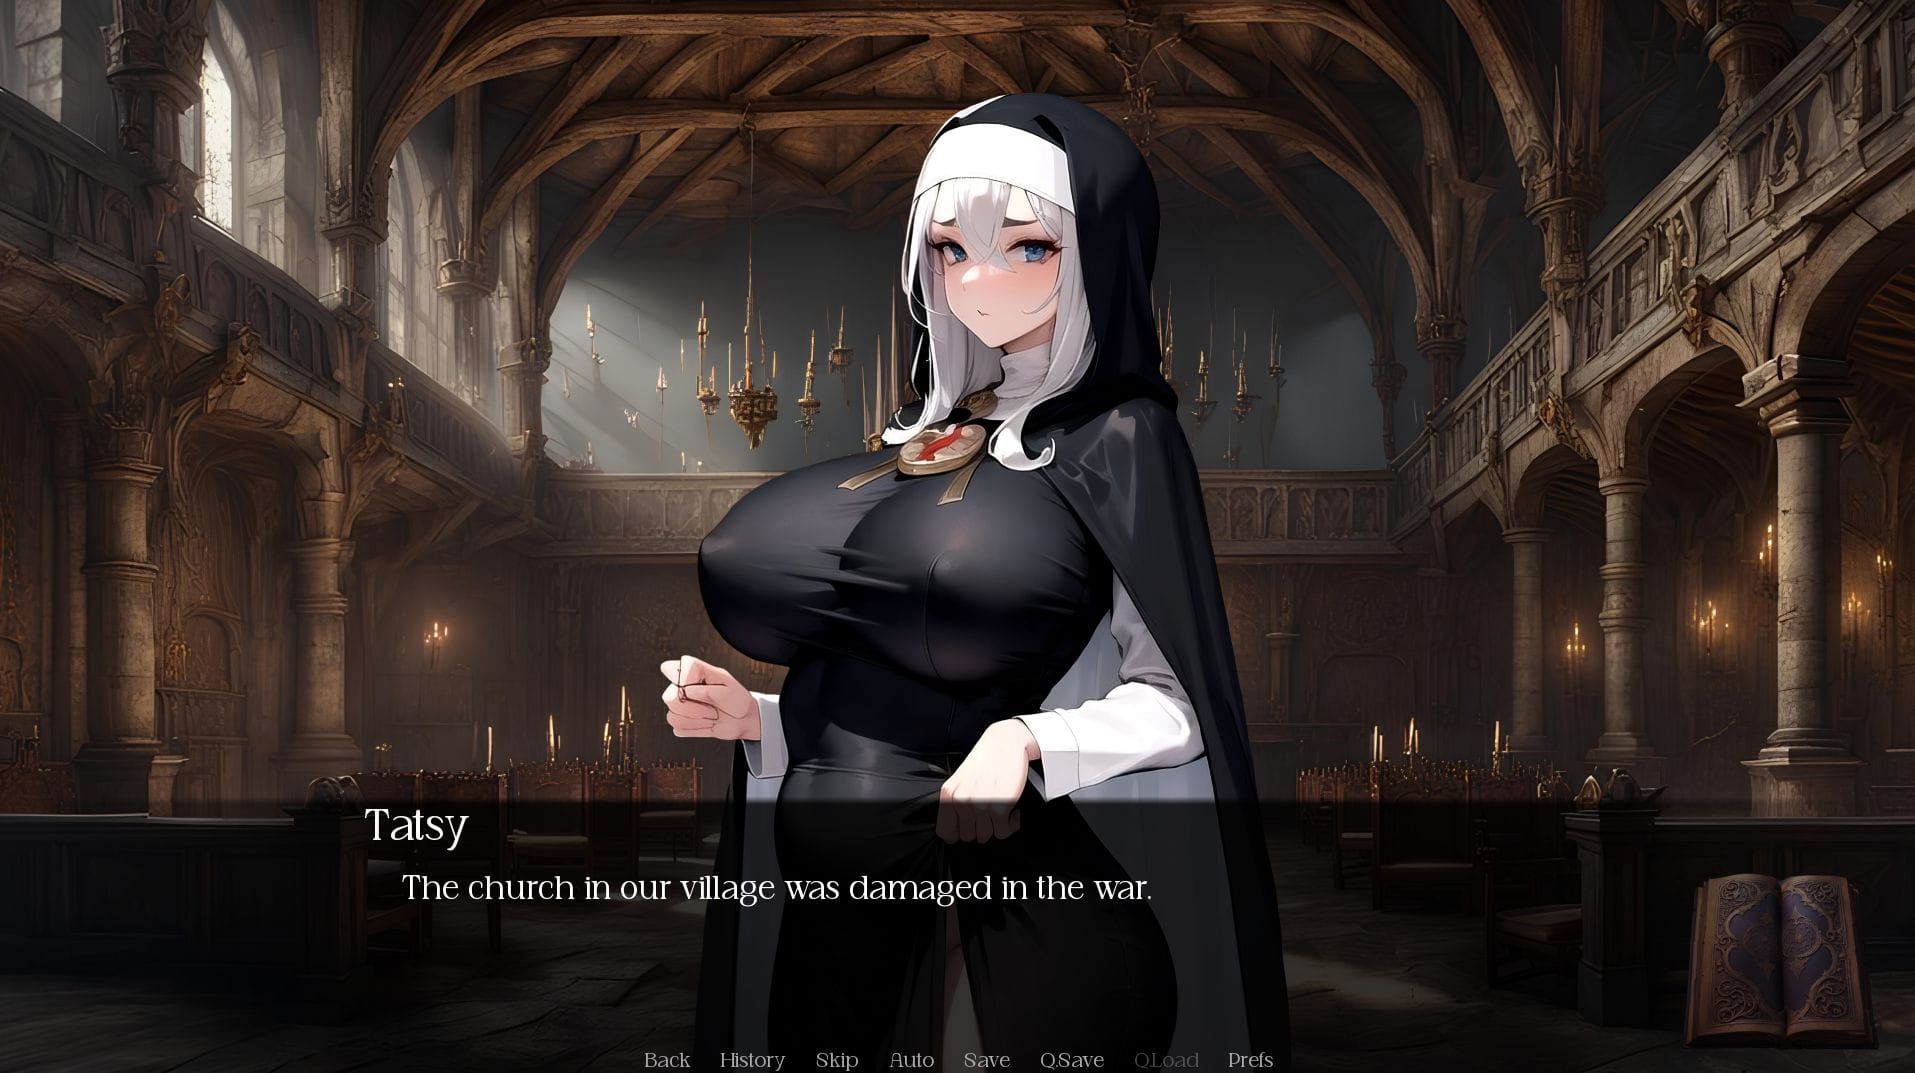 Tatsy
The church in our village was damaged in the war.
Back History Skip Auto Save Q.Save Q.Load Prefs